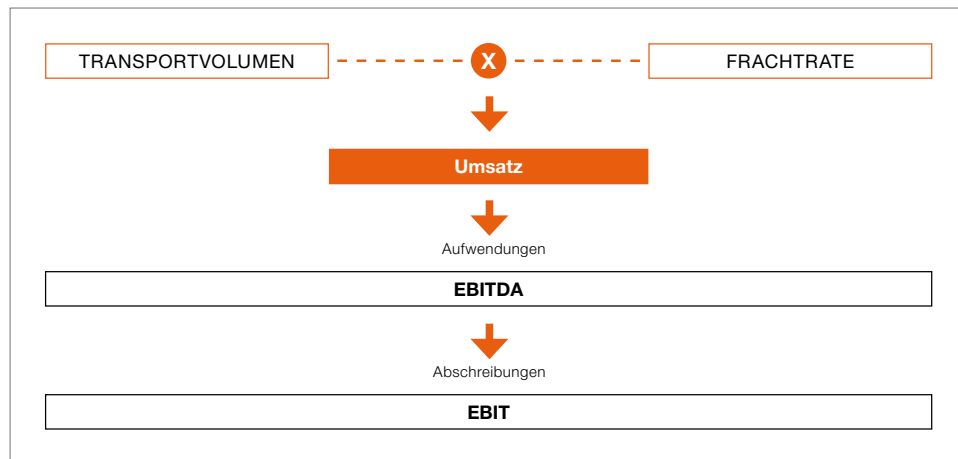 TRANSPORTVOLUMEN X FRACHTRATE
Umsatz
Aufwendungen
EBITDA
Abschreibungen
EBIT